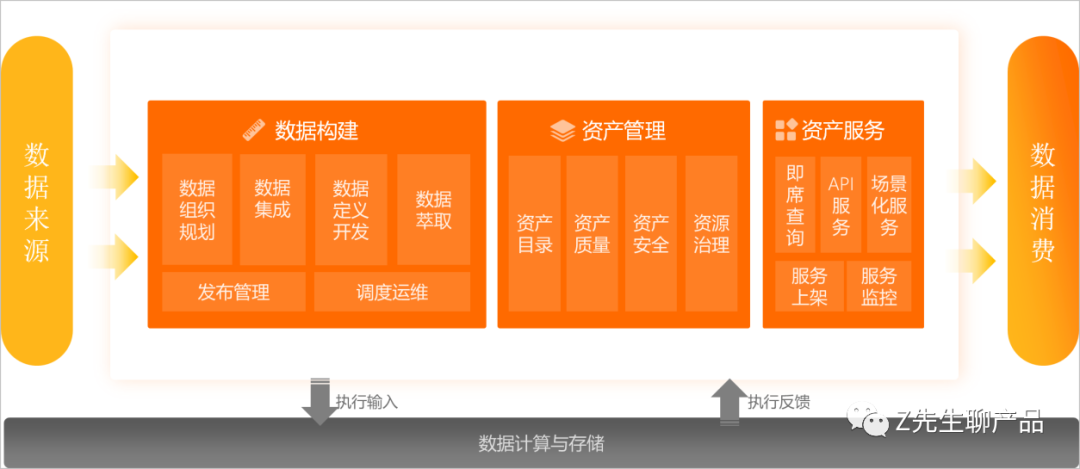 数据来源
数据构建
数据
组织
规划
数据
集成
数据
定义
开发
数据
萃取
发布管理
调度运维
资产管理
资产
目录
资产
质量
资产
安全
资源
治理
资产服务
即
席
查
询
API
服
务
场景
化服
务
服务
上架
服务
监控
数据消费
执行输入
执行反馈
数据计算与存储
Z先生聊产品